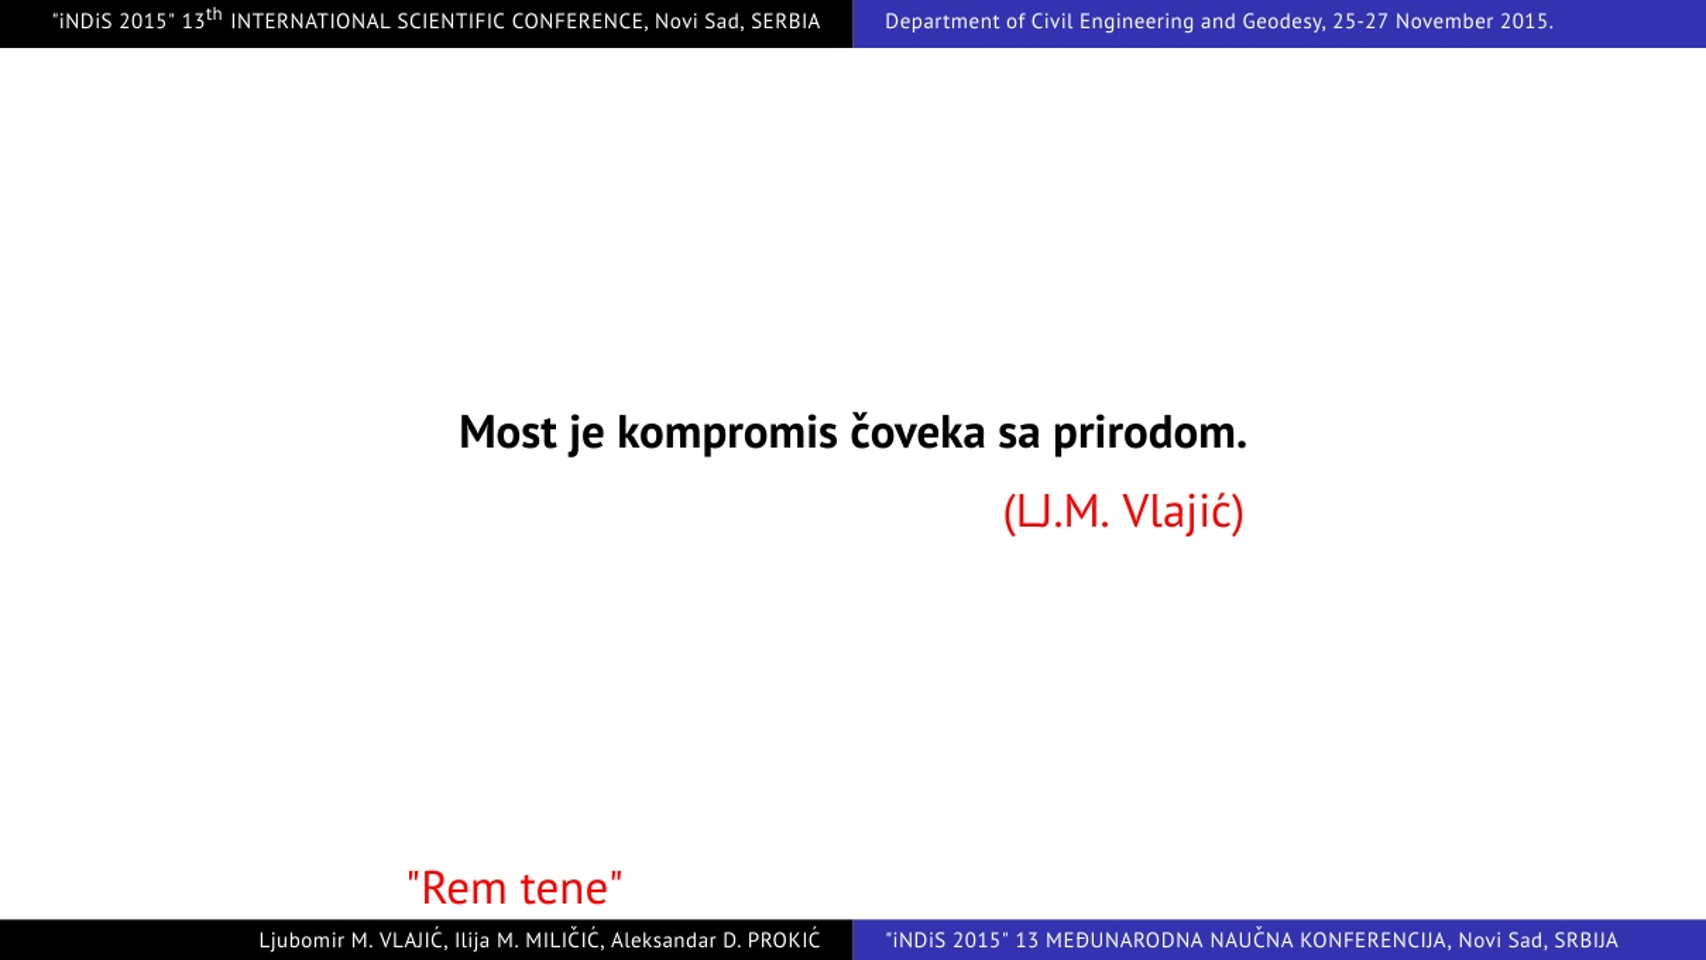 "iNDiS 2015" 13th INTERNATIONAL SCIENTIFIC CONFERENCE, Novi Sad, SERBIA
Department of Civil Engineering and Geodesy, 25-27 November 2015.
Most je kompromis čoveka sa prirodom.
(LJ.M. Vlajić)
"Rem tene"
Ljubomir M. VLAJIĆ, Ilija M. MILIČIĆ, Aleksandar D. PROKIĆ
"iNDiS 2015" 13 MEĐUNARODNA NAUČNA KONFERENCIJA, Novi Sad, SRBIJA